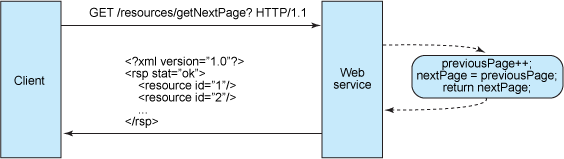 GET /resources/getNextPage? HTTP/1.1
Client
<?xml version="1.0"?>
<rsp stat="ok">
<resource id="1"/>
<resource id="2"/>
...
</rsp>
Web
service
previousPage++;
nextPage = previousPage;
return nextPage;